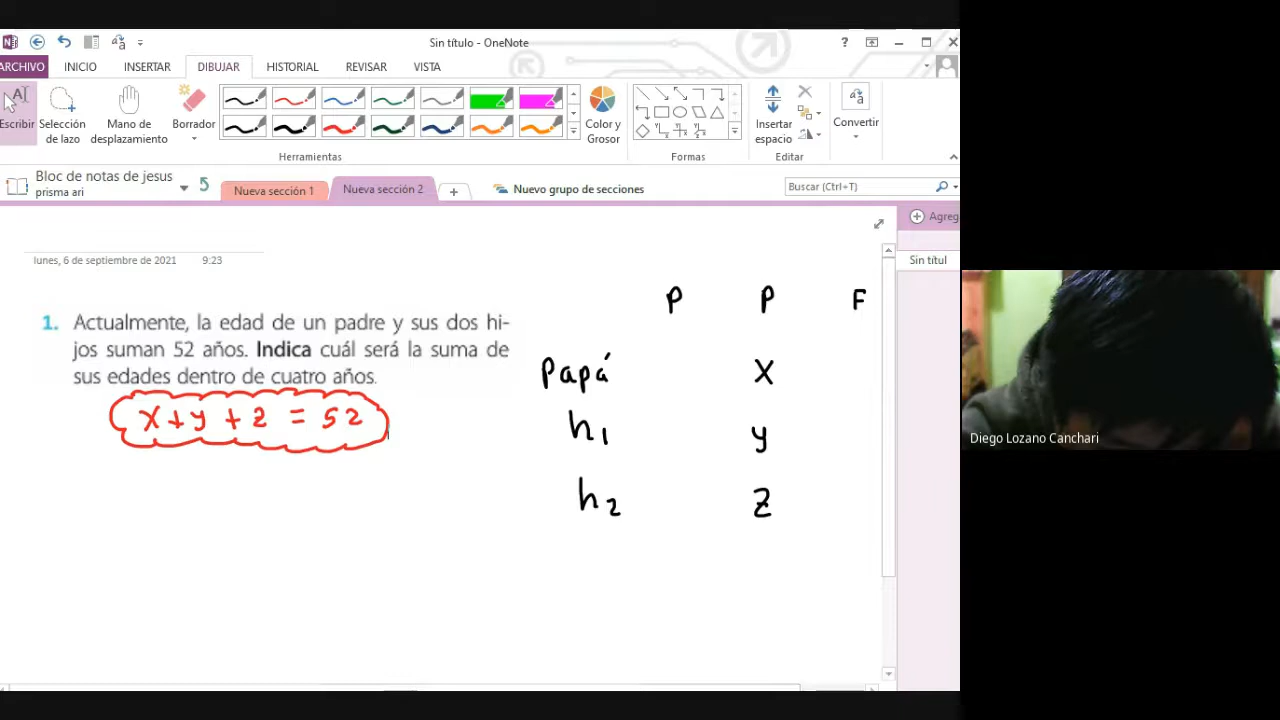 Sin título - OneNote
?
ARCHIVO INICIO INSERTAR DIBUJAR HISTORIAL REVISAR VISTA
Escribir
Selección de lazo
Mano de desplazamiento
Borrador
Color y Grosor
Insertar espacio
Convertir
Herramientas
Formas
Editar
Bloc de notas de jesus
prisma ari
Nueva sección 1
Nueva sección 2
+
Nuevo grupo de secciones
Buscar (Ctrl+T)
Agreg
Sin títul
lunes, 6 de septiembre de 2021 9:23
P P F
1. Actualmente, la edad de un padre y sus dos hi-
jos suman 52 años. Indica cuál será la suma de
sus edades dentro de cuatro años.
x+y+z = 52
Papá x
h1 y
h2 z
Diego Lozano Canchari